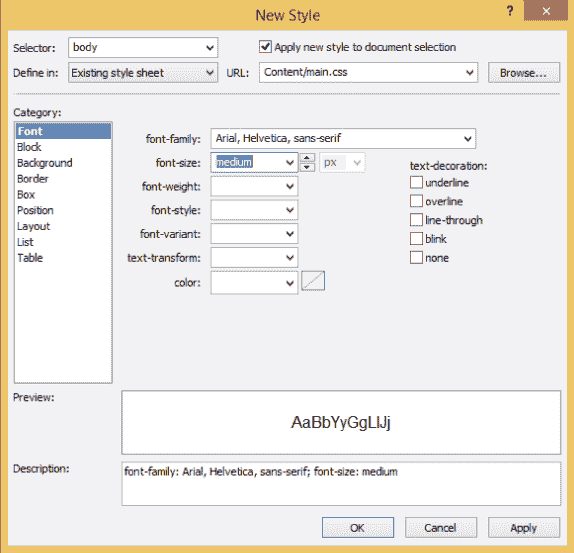 New Style
?
×
Selector: body
Apply new style to document selection
Define in: Existing style sheet URL: Content/main.css Browse...
Category:
Font
Block
Background
Border
Box
Position
Layout
List
Table
font-family: Arial, Helvetica, sans-serif
font-size: medium px
font-weight:
font-style:
font-variant:
text-transform:
color:
text-decoration:
underline
overline
line-through
blink
none
Preview:
AaBbYyGgLlJj
Description:
font-family: Arial, Helvetica, sans-serif; font-size: medium
OK Cancel Apply